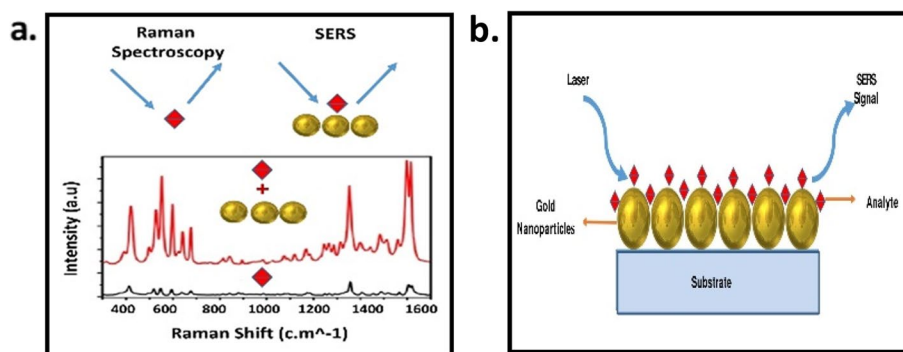 a.
Raman
Spectroscopy
SERS
+
Intensity (a.u)
400 600 800 1000 1200 1400 1600
Raman Shift (c.m^-1)
b.
Laser
SERS
Signal
Gold
Nanoparticles
Analyte
Substrate